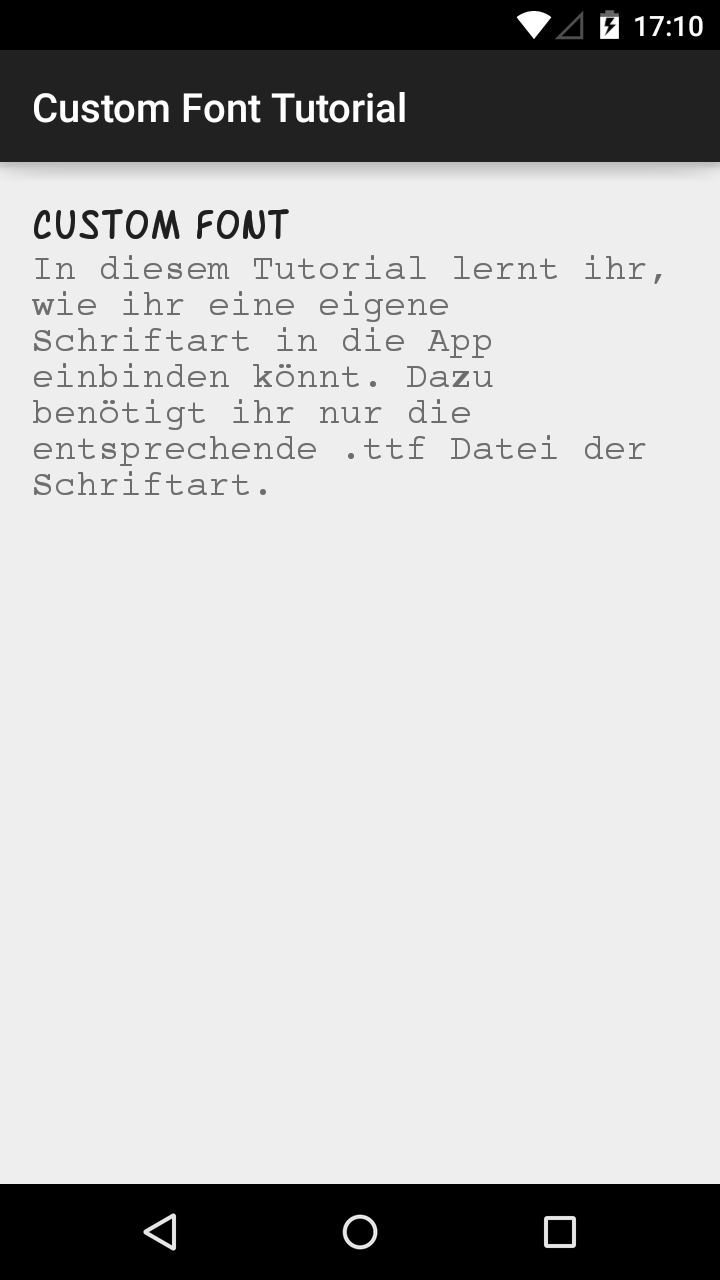 17:10
Custom Font Tutorial
CUSTOM FONT
In diesem Tutorial lernt ihr,
wie ihr eine eigene
Schriftart in die App
einbinden könnt. Dazu
benötigt ihr nur die
entsprechende .ttf Datei der
Schriftart.